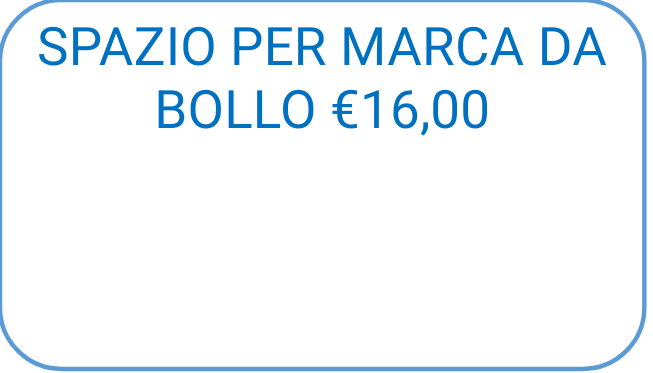 SPAZIO PER MARCA DA
BOLLO €16,00